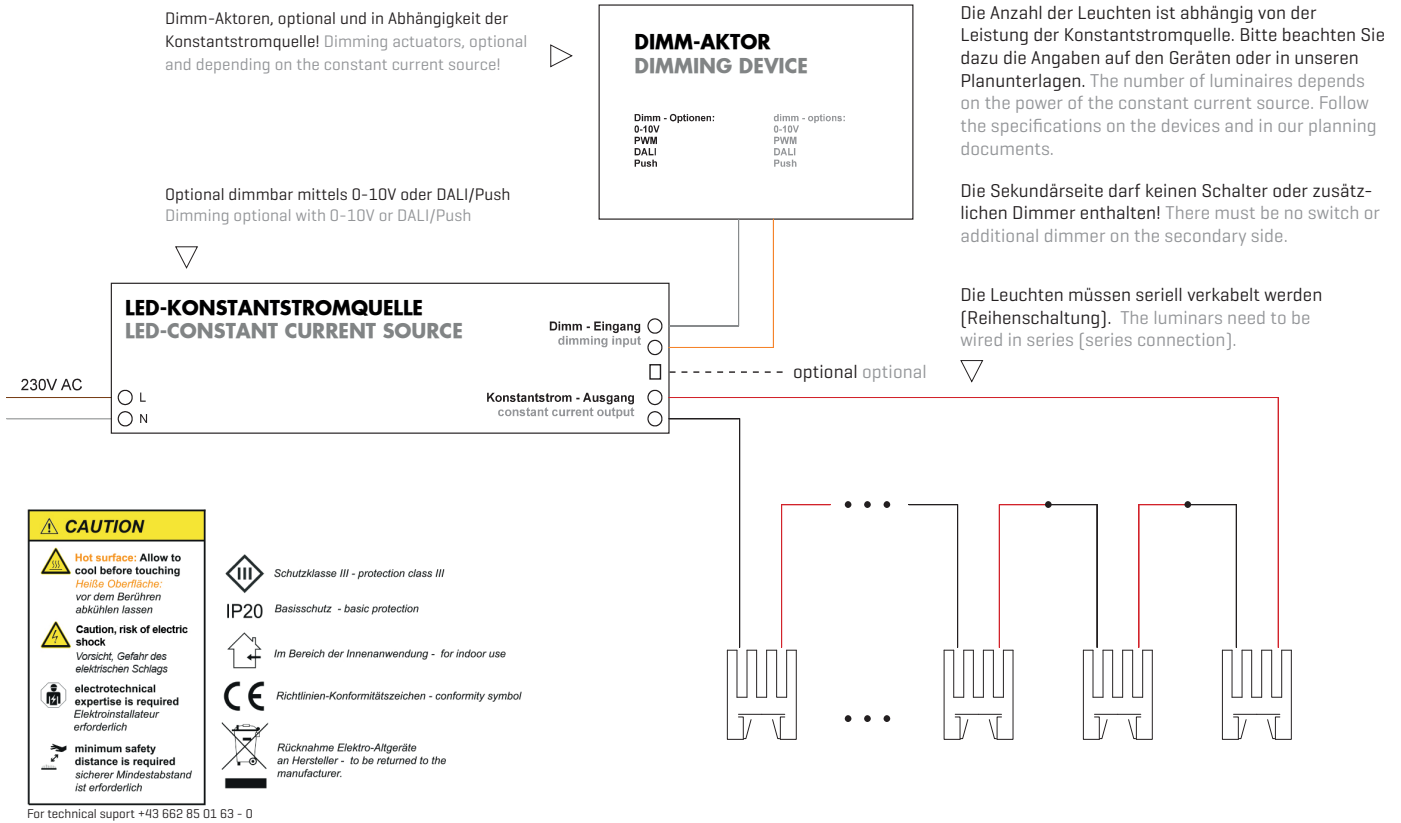 Dimm-Aktoren, optional und in Abhängigkeit der
Konstantstromquelle! Dimming actuators, optional
and depending on the constant current source!
DIMM-AKTOR
DIMMING DEVICE
Dimm - Optionen:
0-10V
PWM
DALI
Push
dimm - options:
0-10V
PWM
DALI
Push
Die Anzahl der Leuchten ist abhängig von der
Leistung der Konstantstromquelle. Bitte beachten Sie
dazu die Angaben auf den Geräten oder in unseren
Planunterlagen. The number of luminaires depends
on the power of the constant current source. Follow
the specifications on the devices and in our planning
documents.
Die Sekundärseite darf keinen Schalter oder zusätz-
lichen Dimmer enthalten! There must be no switch or
additional dimmer on the secondary side.
Die Leuchten müssen seriell verkabelt werden
(Reihenschaltung). The luminars need to be
wired in series (series connection).
Optional dimmbar mittels 0-10V oder DALI/Push
Dimming optional with 0-10V or DALI/Push
LED-KONSTANTSTROMQUELLE
LED-CONSTANT CURRENT SOURCE
Dimm - Eingang
dimming input
optional optional
230V AC
L
N
Konstantstrom - Ausgang
constant current output
CAUTION
Hot surface: Allow to
cool before touching
Heiße Oberfläche:
vor dem Berühren
abkühlen lassen
Caution, risk of electric
shock
Vorsicht, Gefahr des
elektrischen Schlags
electrotechnical
expertise is required
Elektroinstallateur
erforderlich
minimum safety
distance is required
sicherer Mindestabstand
ist erforderlich
III
Schutzklasse III - protection class III
IP20 Basisschutz - basic protection
Im Bereich der Innenanwendung - for indoor use
CE Richtlinien-Konformitätszeichen - conformity symbol
Rücknahme Elektro-Altgeräte
an Hersteller - to be returned to the
manufacturer.
For technical suport +43 662 85 01 63 - 0